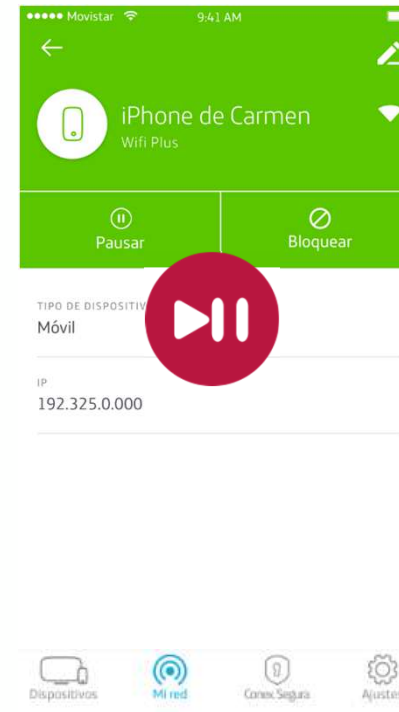 Movistar 9:41 AM
iPhone de Carmen
Wifi Plus
Pausar Bloquear
TIPO DE DISPOSITIV
Móvil
IP
192.325.0.000
Dispositivos Mi red Conex. Segura Ajustes